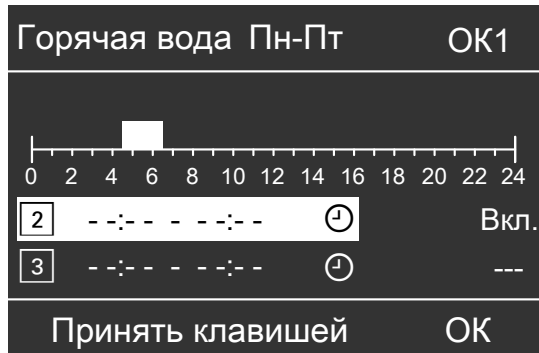 Горячая вода Пн-Пт ОК1
0 2 4 6 8 10 12 14 16 18 20 22 24
2 - -:- - - - -:- - Вкл.
3 - -:- - - - -:- - ---
Принять клавишей ОК